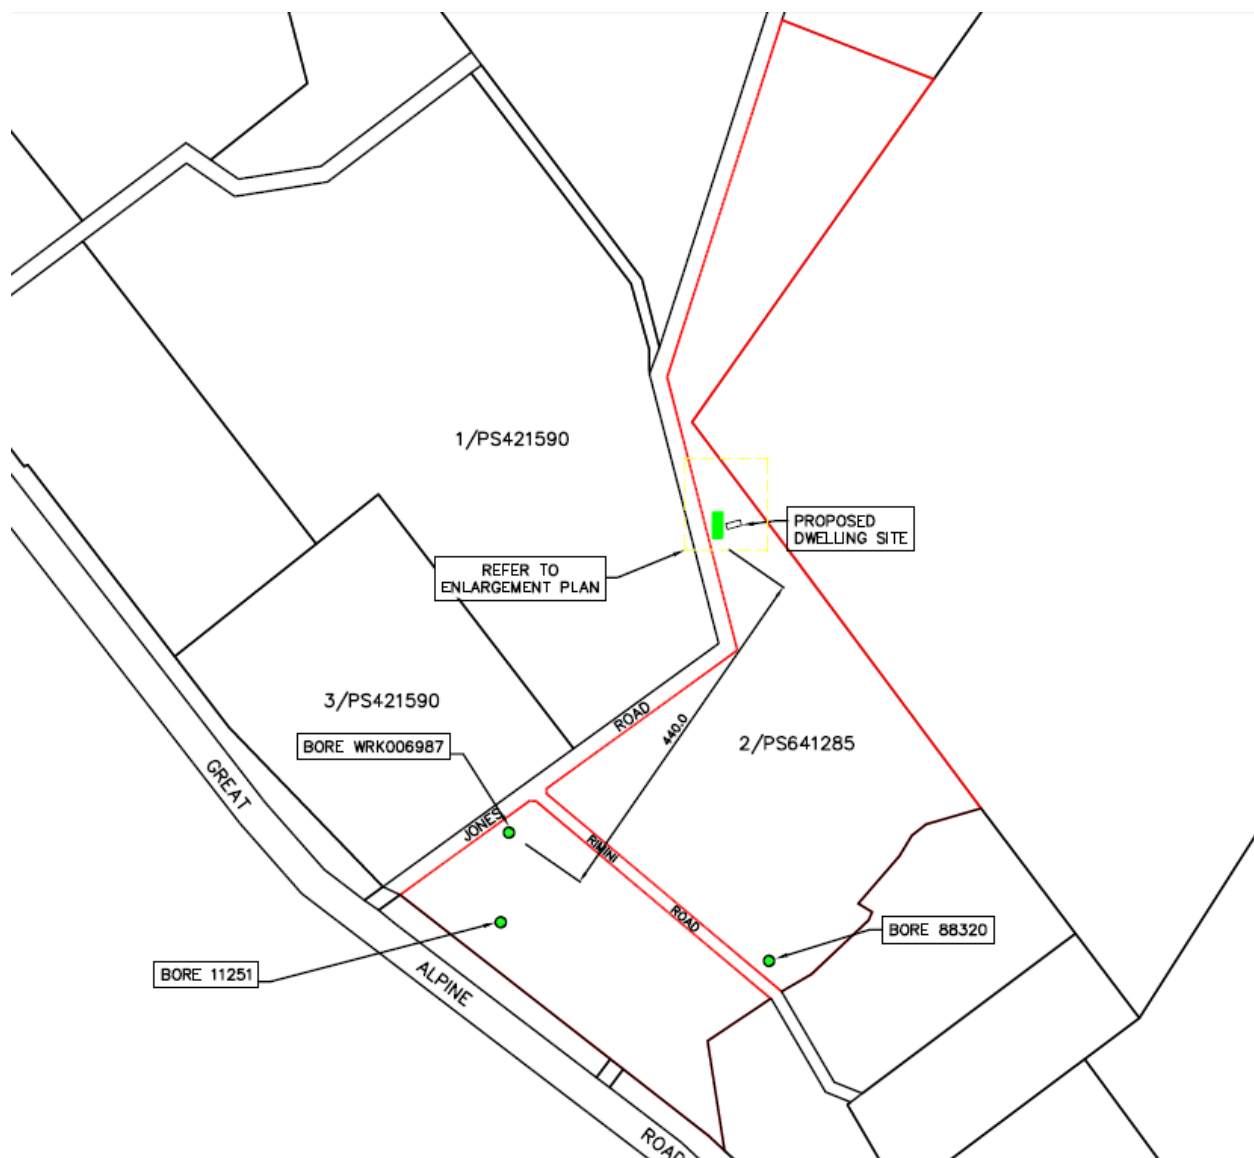 1/PS421590
PROPOSED
DWELLING SITE
REFER TO
ENLARGEMENT PLAN
3/PS421590
ROAD
440.0
2/PS641285
BORE WRK006987
GREAT
JONES
RIMINI
ROAD
BORE 88320
BORE 11251
ALPINE
ROAD